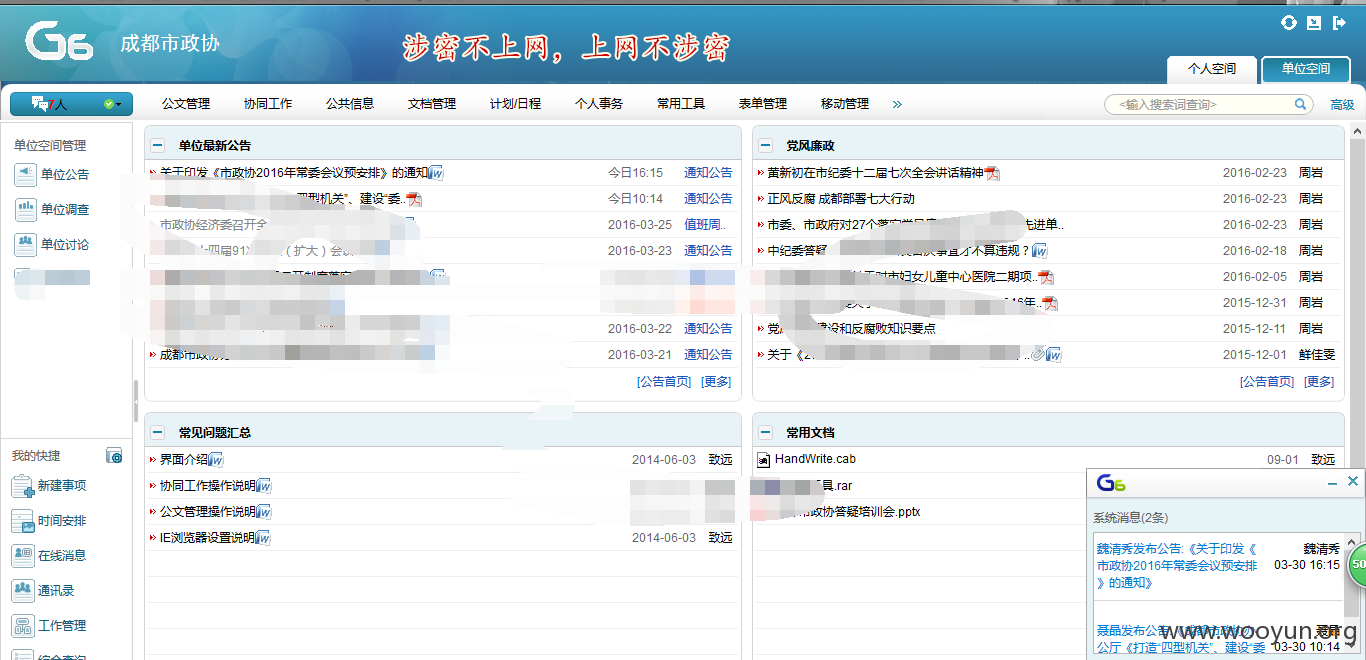 G6 成都市政协
涉密不上网，上网不涉密
个人空间 单位空间
7人
公文管理 协同工作 公共信息 文档管理 计划/日程 个人事务 常用工具 表单管理 移动管理 »
<输入搜索词查询> 高级
单位空间管理
单位公告
单位调查
单位讨论
我的快捷
新建事项
时间安排
在线消息
通讯录
工作管理
综合查询
单位最新公告
关于印发《市政协2016年常委会议预安排》的通知 今日16:15 通知公告
四型机关”、建设“委.. 今日10:14 通知公告
市政协经济委召开全 2016-03-25 值班周..
十四届91次（扩大）会议 2016-03-23 通知公告
2016-03-22 通知公告
成都市政协办 2016-03-21 通知公告
[公告首页] [更多]
党风廉政
黄新初在市纪委十二届七次全会讲话精神 2016-02-23 周岩
正风反腐 成都部署七大行动 2016-02-23 周岩
市委、市政府对27个落实党风廉 先进单.. 2016-02-23 周岩
中纪委答疑 事宜才不算违规？ 2016-02-18 周岩
对市妇女儿童中心医院二期项.. 2016-02-05 周岩
2016年.. 2015-12-31 周岩
党 建设和反腐败知识要点 2015-12-11 周岩
关于《2 .. 2015-12-01 鲜佳雯
[公告首页] [更多]
常见问题汇总
界面介绍 2014-06-03 致远
协同工作操作说明
公文管理操作说明
IE浏览器设置说明 2014-06-03 致远
常用文档
HandWrite.cab 09-01 致远
具.rar
市政协答疑培训会.pptx
G6
系统消息(2条)
魏清秀发布公告:《关于印发《 魏清秀
市政协2016年常委会议预安排 03-30 16:15
》的通知》
聂晶发布公告:《成都市政协办 聂晶
公厅《打造“四型机关”、建设“委 03-30 10:14
50
www.wooyun.org